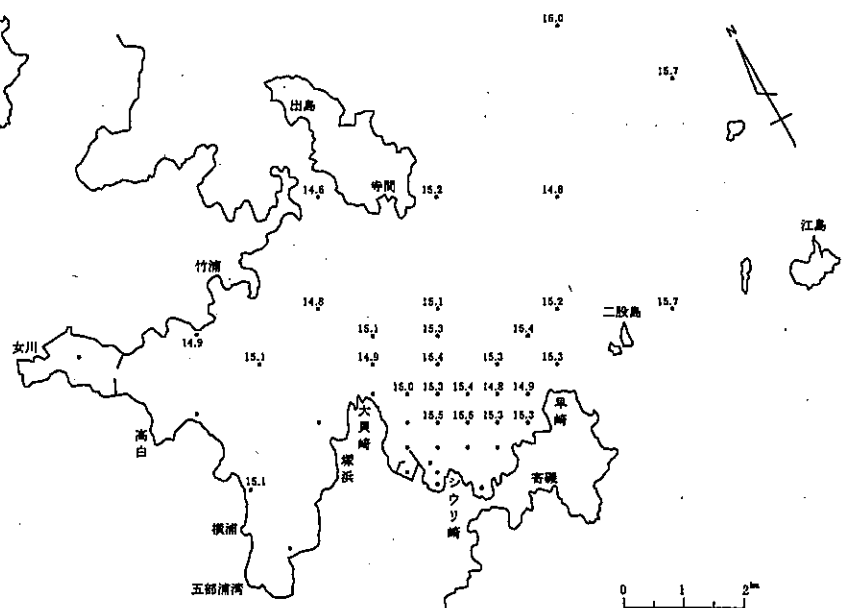 16.0
N
15.7
出島
14.6
寺間
15.2
14.8
江島
竹浦
14.8
15.1
15.2
二股島
15.7
女川
14.9
15.1
15.3
15.4
15.1
14.9
16.4
15.3
15.3
15.0
15.3
15.4
14.8
14.9
大貝崎
早崎
15.5
15.6
15.3
15.3
高白
塚浜
寄磯
シウリ崎
15.1
横浦
五部浦湾
0 1 2km